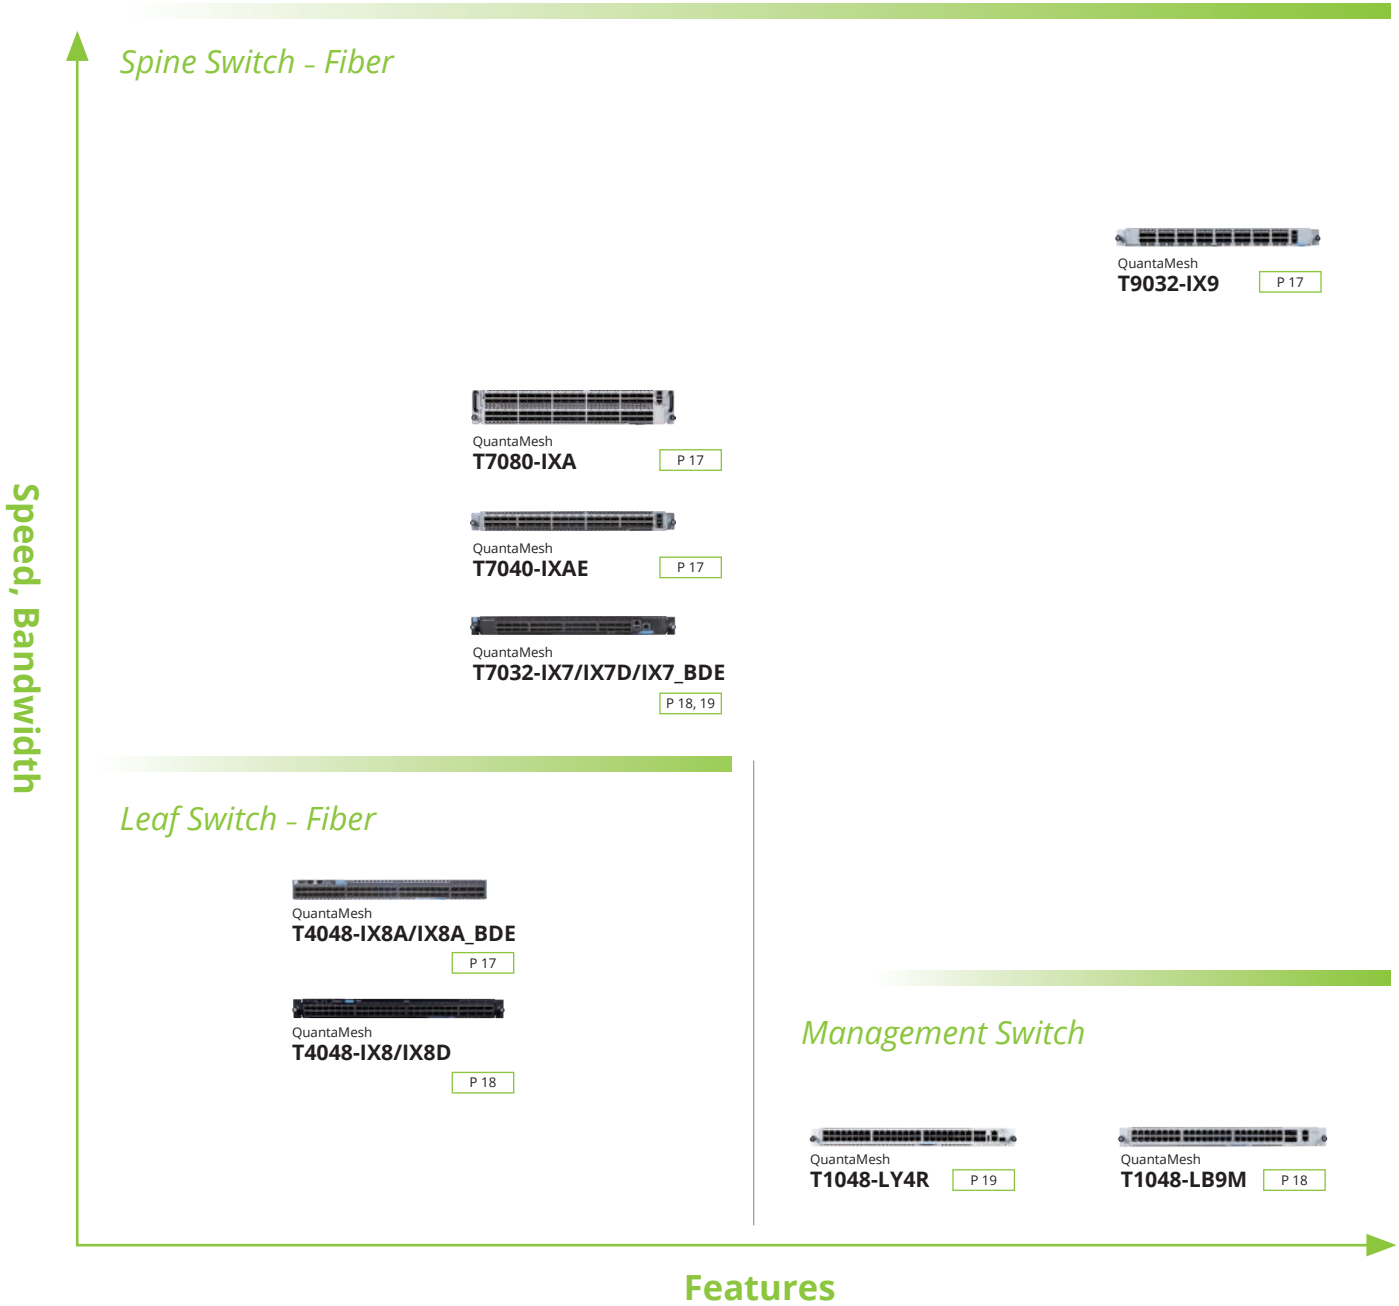 Spine Switch – Fiber
QuantaMesh
T9032-IX9
P 17
QuantaMesh
T7080-IXA
P 17
QuantaMesh
T7040-IXAE
P 17
QuantaMesh
T7032-IX7/IX7D/IX7_BDE
P 18, 19
Speed, Bandwidth
Leaf Switch – Fiber
QuantaMesh
T4048-IX8A/IX8A_BDE
P 17
QuantaMesh
T4048-IX8/IX8D
P 18
Management Switch
QuantaMesh
T1048-LY4R
P 19
QuantaMesh
T1048-LB9M
P 18
Features